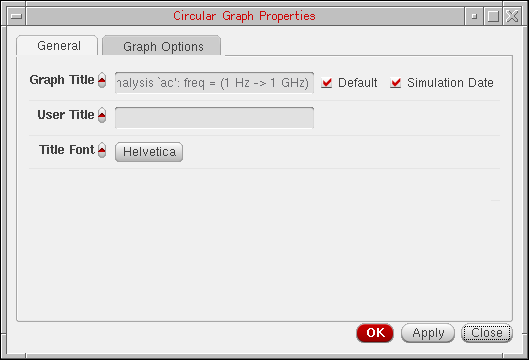 Circular Graph Properties
General Graph Options
Graph Title nalysis `ac': freq = (1 Hz -> 1 GHz) Default Simulation Date
User Title
Title Font Helvetica
OK Apply Close